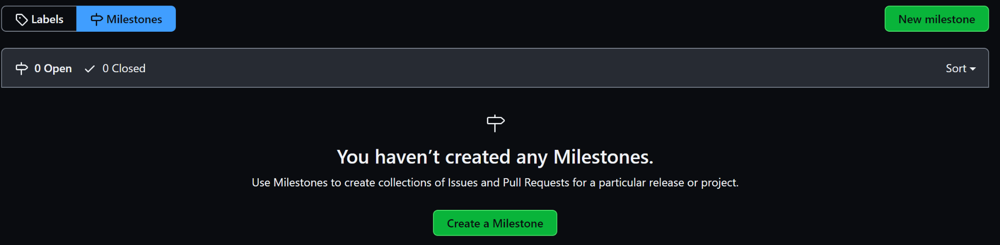 Labels Milestones New milestone
0 Open 0 Closed Sort
You haven’t created any Milestones.
Use Milestones to create collections of Issues and Pull Requests for a particular release or project.
Create a Milestone